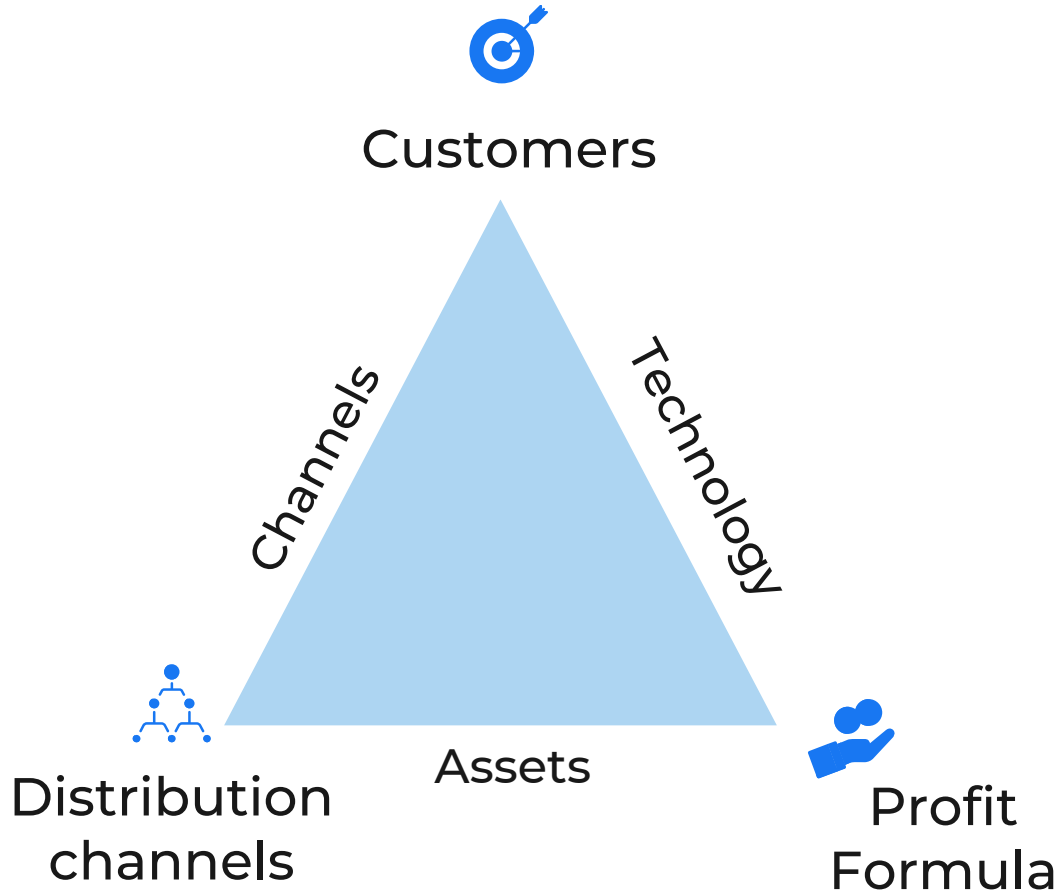 Customers
Channels
Technology
Assets
Distribution
channels
Profit
Formula